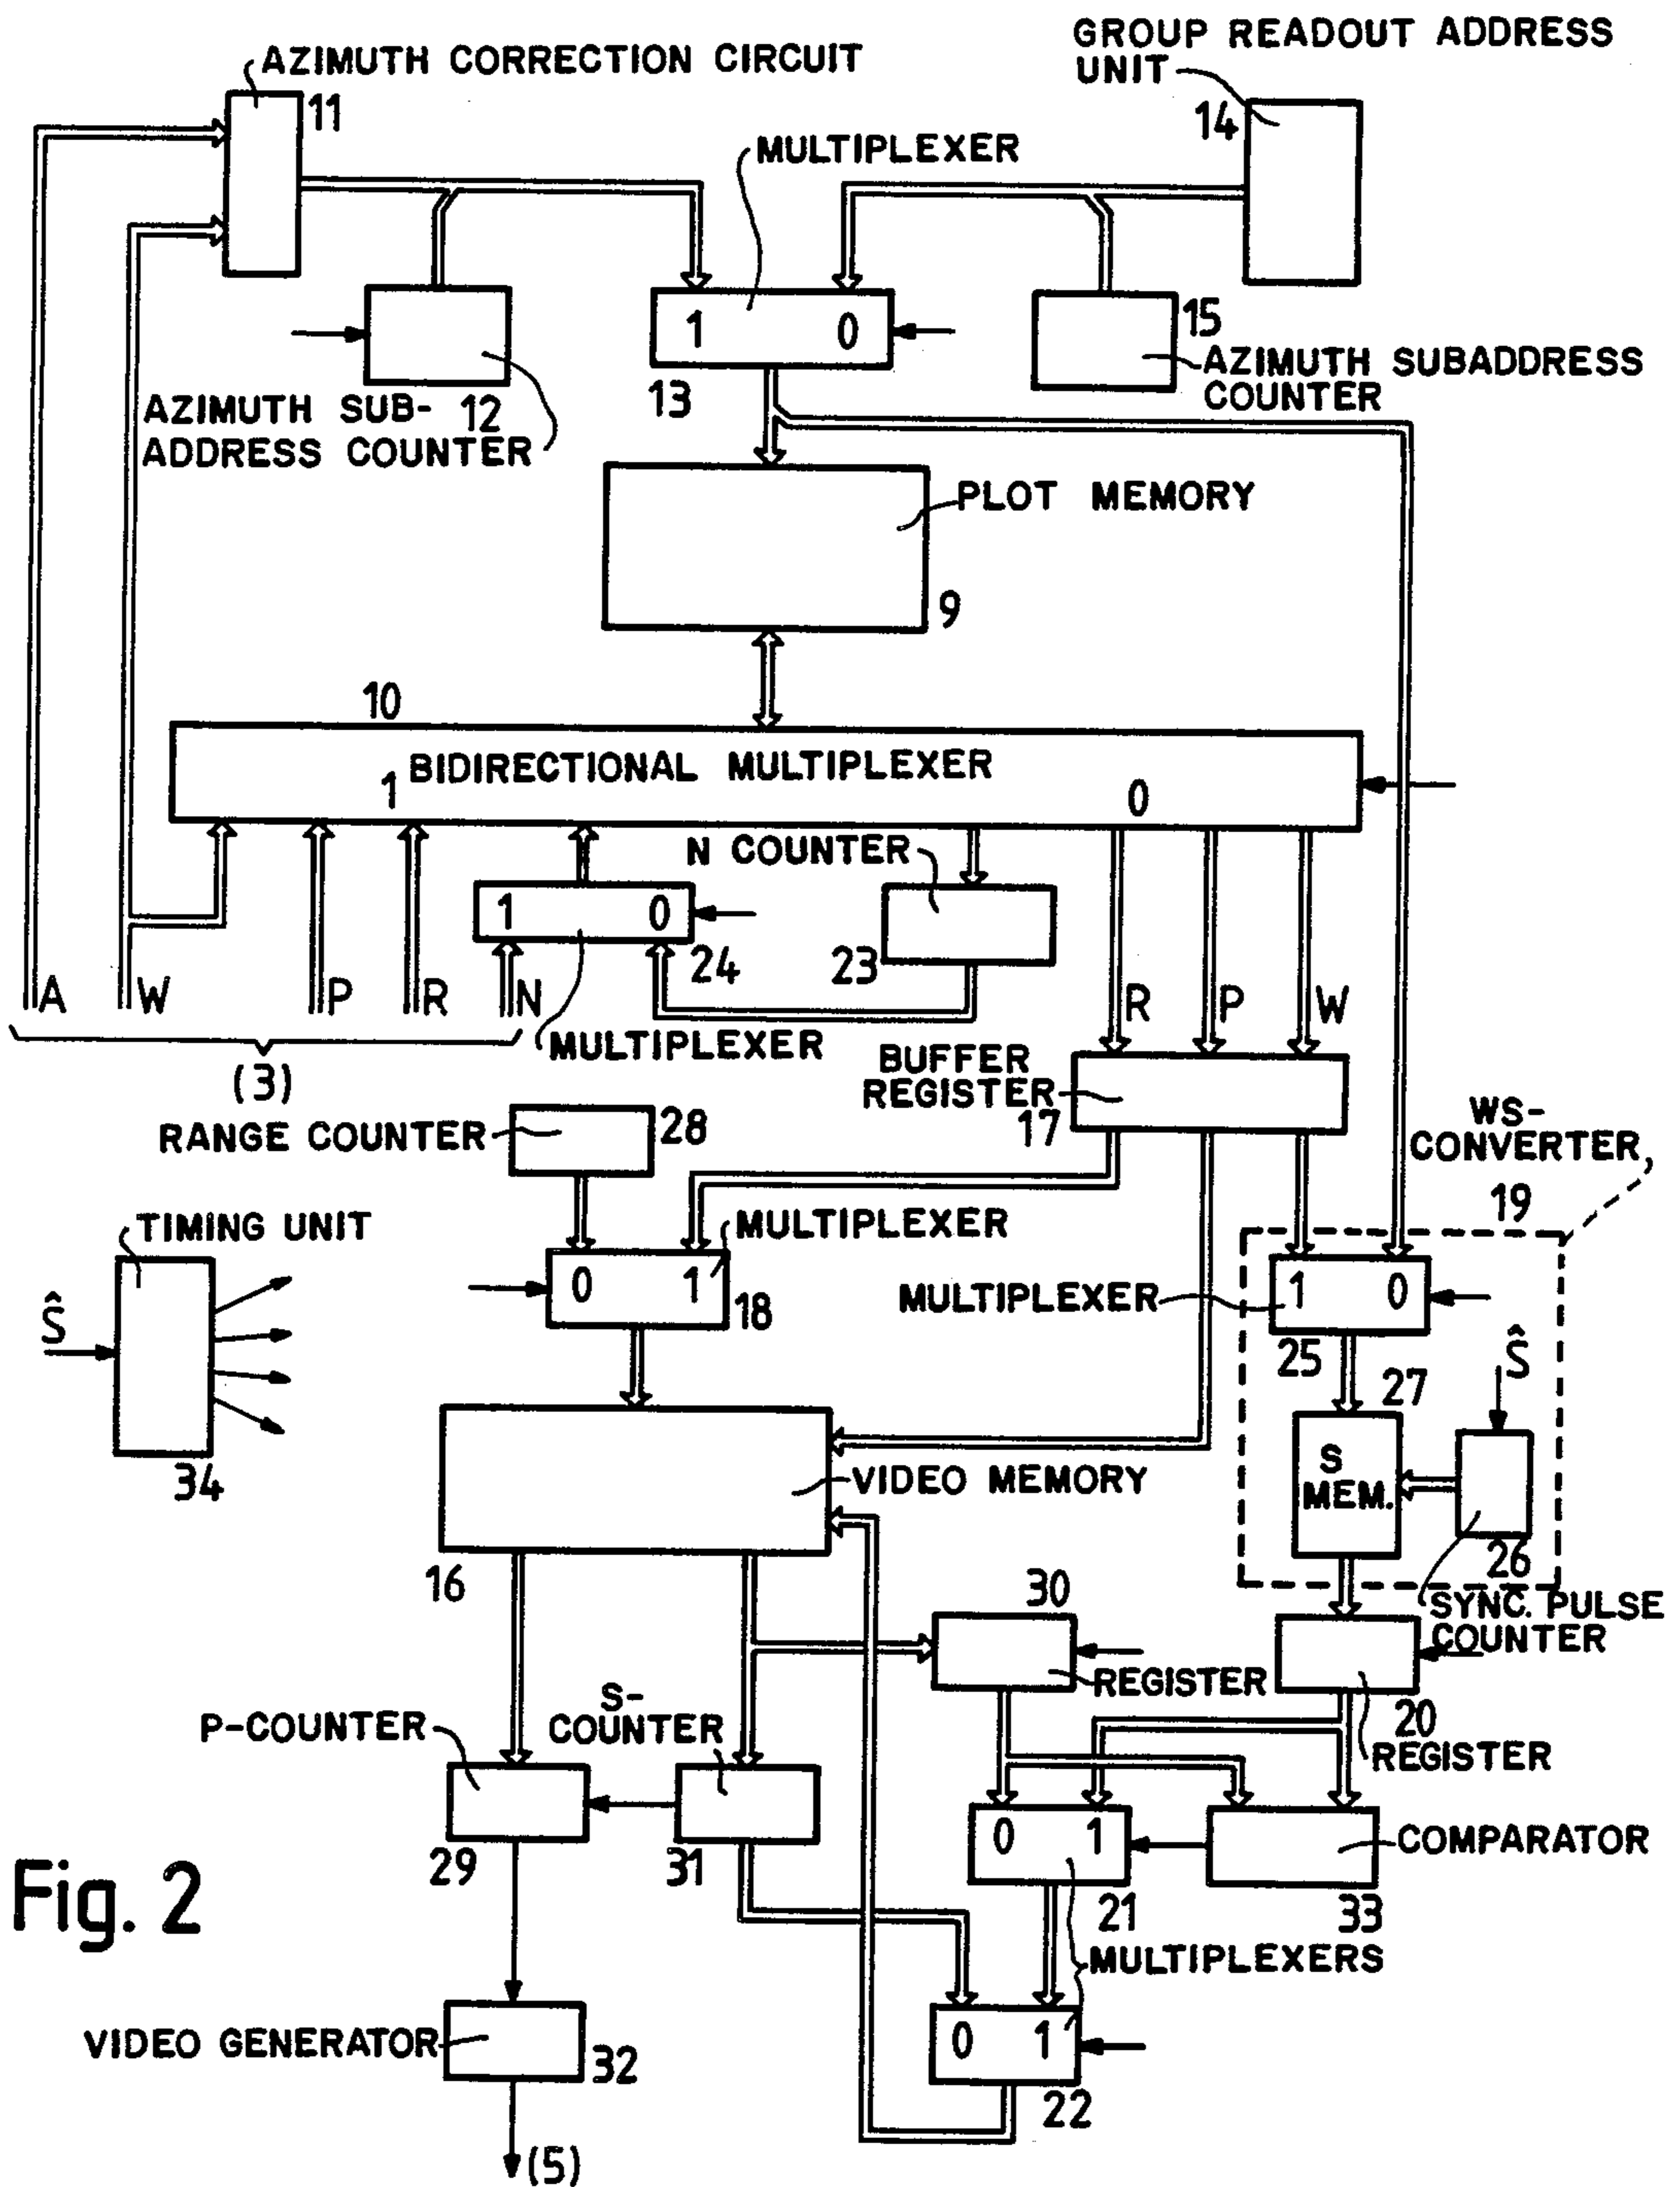 GROUP READOUT ADDRESS
UNIT
AZIMUTH CORRECTION CIRCUIT
11
14
MULTIPLEXER
1 0
13
15
AZIMUTH SUBADDRESS
COUNTER
AZIMUTH SUB- 12
ADDRESS COUNTER
PLOT MEMORY
9
10
BIDIRECTIONAL MULTIPLEXER
1 0
N COUNTER
1 0
24
23
A W P R N
R P W
MULTIPLEXER
(3)
BUFFER
REGISTER
17
WS-
CONVERTER,
19
RANGE COUNTER
28
TIMING UNIT
MULTIPLEXER
0 1
18
MULTIPLEXER
1 0
25
Ŝ
34
27
Ŝ
S
MEM.
26
SYNC. PULSE
COUNTER
VIDEO MEMORY
16
30
REGISTER
20
REGISTER
P-COUNTER
29
S-
COUNTER
31
0 1
21
COMPARATOR
33
MULTIPLEXERS
0 1
22
Fig. 2
VIDEO GENERATOR
32
(5)